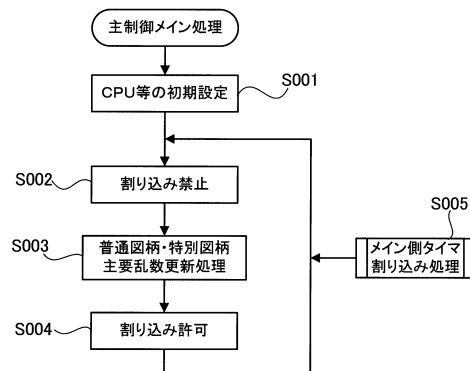 主制御メイン処理
S001
CPU等の初期設定
S002
割り込み禁止
S005
S003
普通図柄・特別図柄
主要乱数更新処理
メイン側タイマ
割り込み処理
S004
割り込み許可